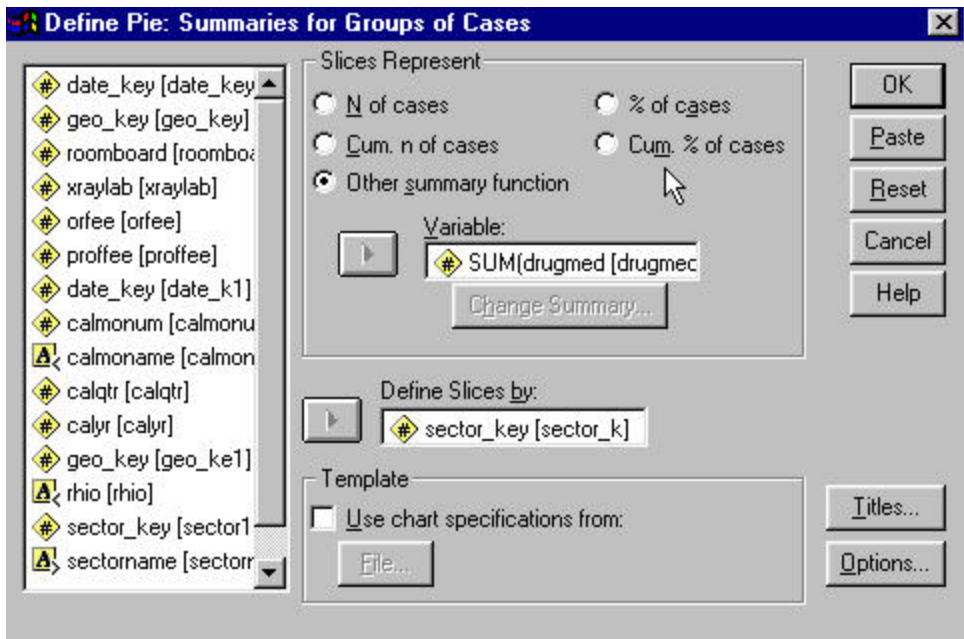 Define Pie: Summaries for Groups of Cases
# date_key [date_key
# geo_key [geo_key]
# roomboard [roomboa
# xraylab [xraylab]
# orfee [orfee]
# proffee [proffee]
# date_key [date_k1]
# calmonum [calmonu
A calmoname [calmon
# calqtr [calqtr]
# calyr [calyr]
# geo_key [geo_ke1]
A rhio [rhio]
# sector_key [sector1
A sectorname [sectorr
Slices Represent
N of cases
% of cases
Cum. n of cases
Cum. % of cases
Other summary function
Variable:
# SUM(drugmed [drugmed
Change Summary...
Define Slices by:
# sector_key [sector_k]
Template
Use chart specifications from:
File...
OK
Paste
Reset
Cancel
Help
Titles...
Options...